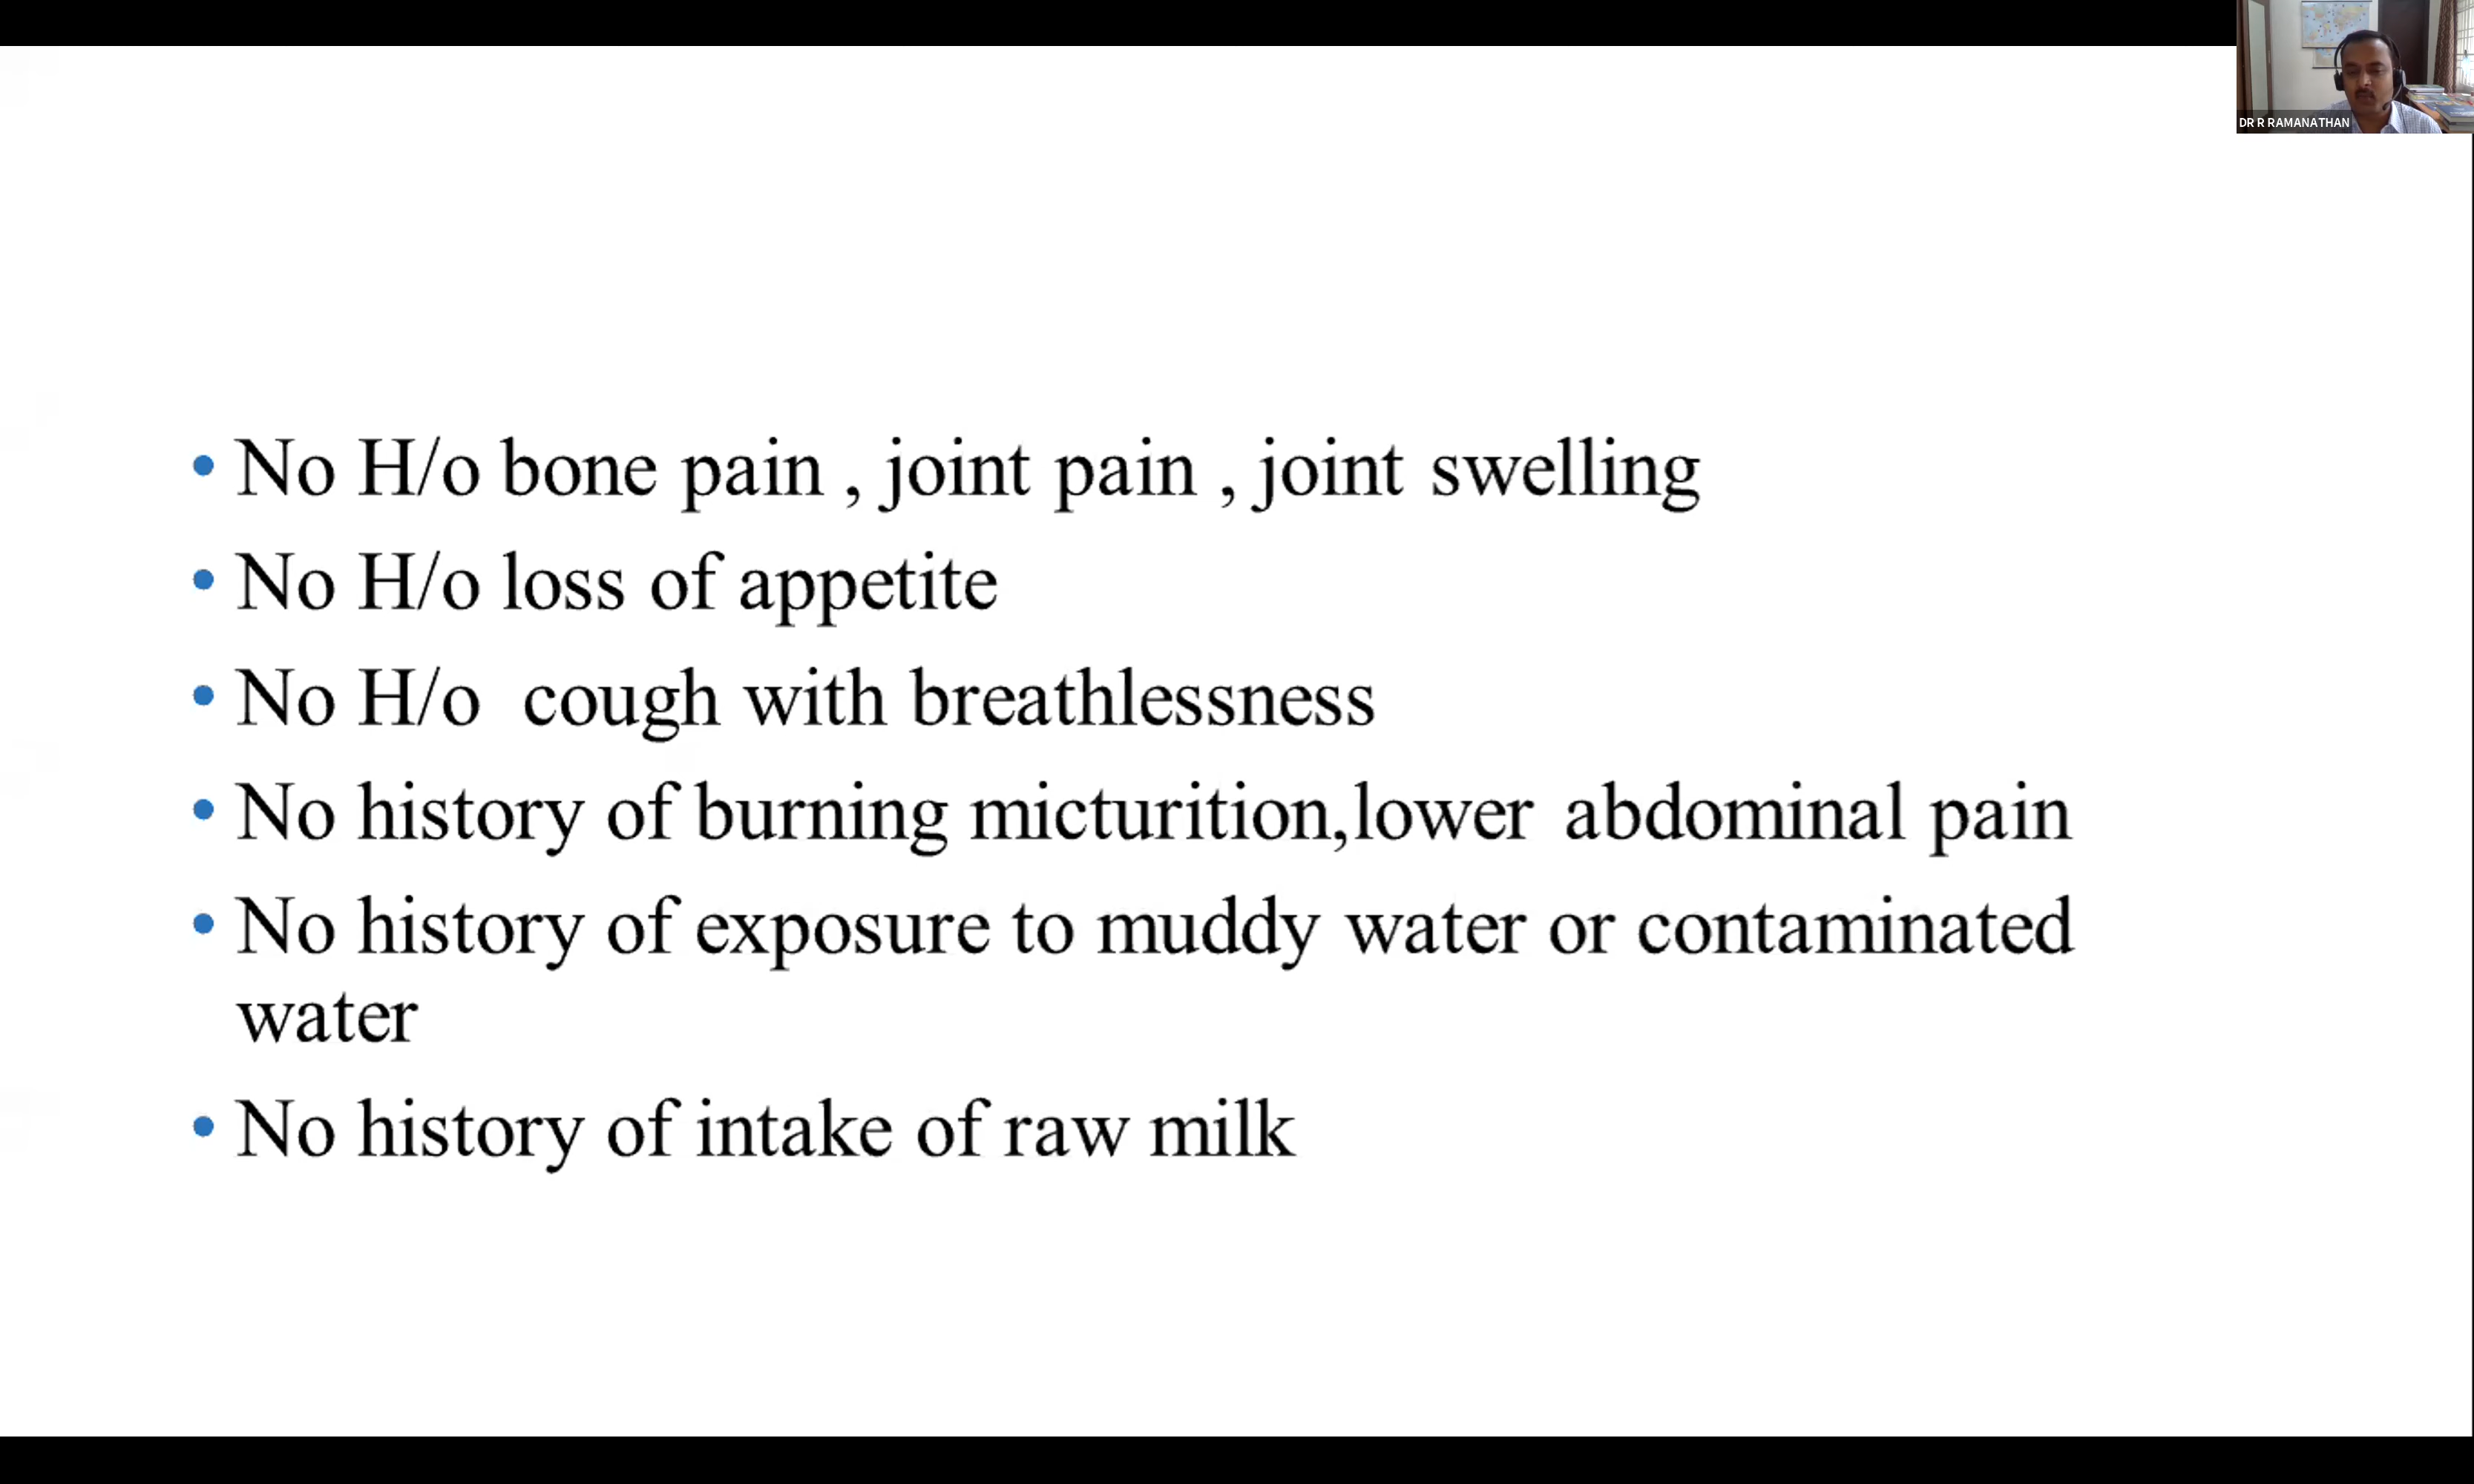 DR R RAMANATHAN
• No H/o bone pain , joint pain , joint swelling
• No H/o loss of appetite
• No H/o  cough with breathlessness
• No history of burning micturition,lower abdominal pain
• No history of exposure to muddy water or contaminated
water
• No history of intake of raw milk